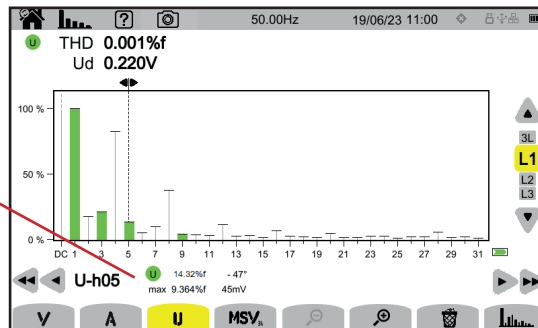 ? 50.00Hz 19/06/23 11:00
U THD 0.001%f
Ud 0.220V
100 %
50 %
0 %
DC 1 3 5 7 9 11 13 15 17 19 21 23 25 27 29 31
3L
L1
L2
L3
U-h05 U 14.32%f - 47°
max 9.364%f 45mV
V A U MSV